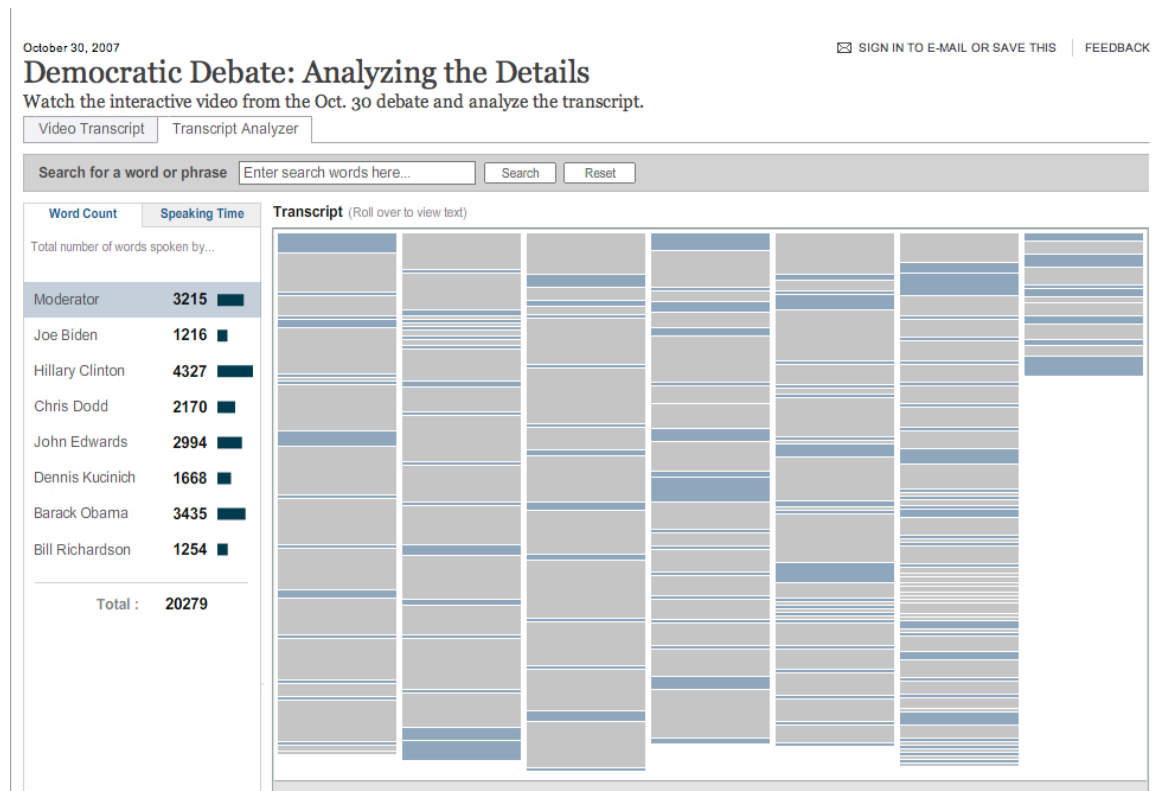 October 30, 2007
SIGN IN TO E-MAIL OR SAVE THIS
FEEDBACK
Democratic Debate: Analyzing the Details
Watch the interactive video from the Oct. 30 debate and analyze the transcript.
Video Transcript
Transcript Analyzer
Search for a word or phrase
Enter search words here...
Search
Reset
Word Count
Speaking Time
Transcript (Roll over to view text)
Total number of words spoken by...
Moderator 3215
Joe Biden 1216
Hillary Clinton 4327
Chris Dodd 2170
John Edwards 2994
Dennis Kucinich 1668
Barack Obama 3435
Bill Richardson 1254
Total : 20279